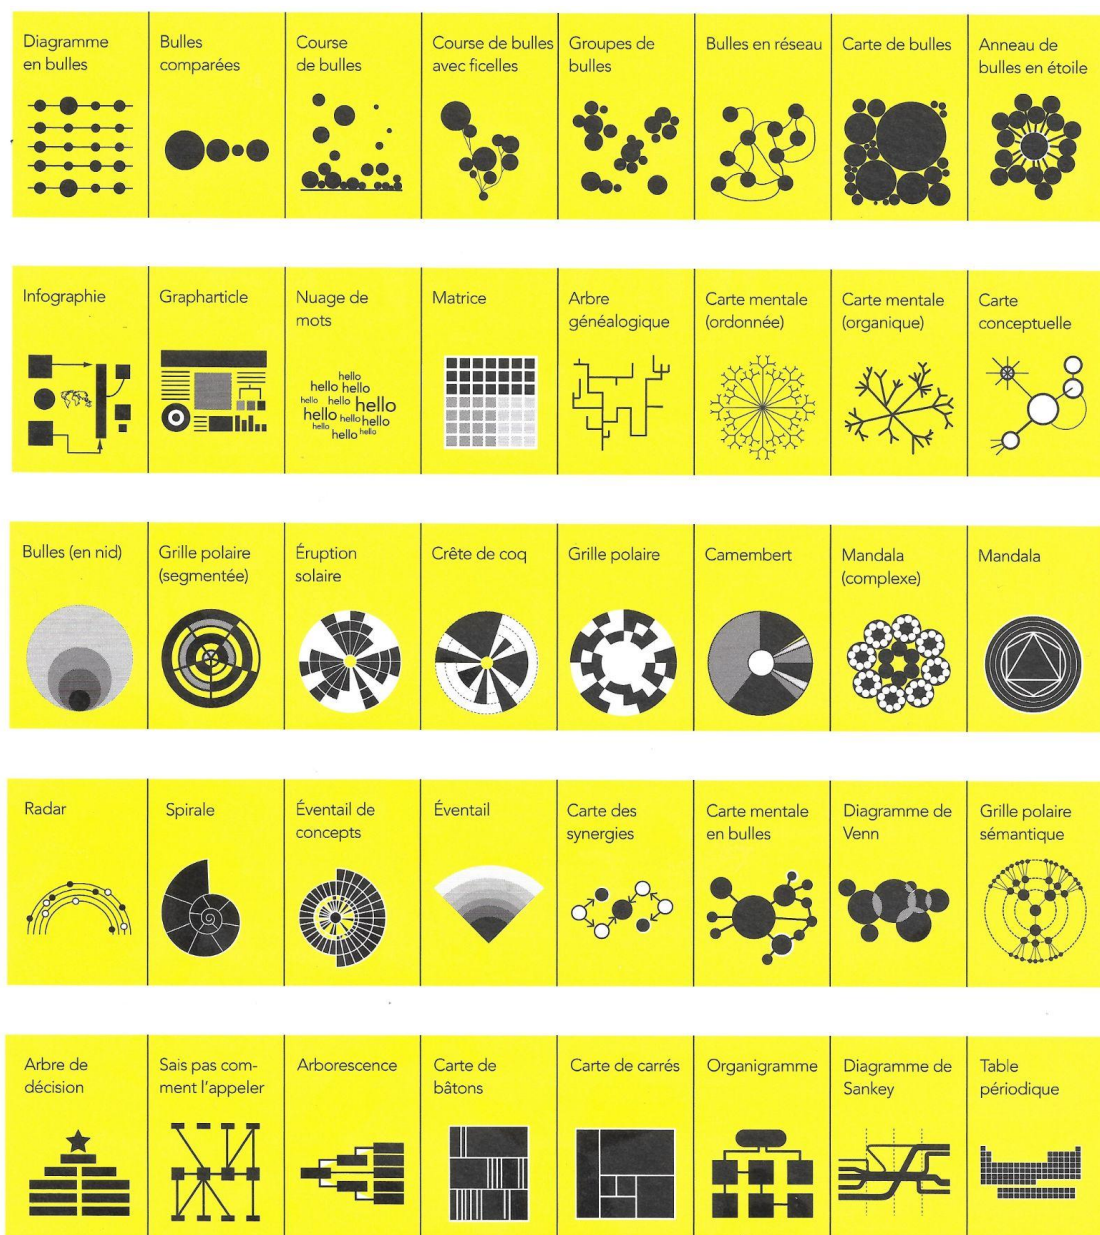 Diagramme
en bulles
Bulles
comparées
Course
de bulles
Course de bulles
avec ficelles
Groupes de
bulles
Bulles en réseau
Carte de bulles
Anneau de
bulles en étoile
Infographie
Grapharticle
Nuage de
mots
hello
hello hello
hello hello hello
hello hello hello
hello hello hello
Matrice
Arbre
généalogique
Carte mentale
(ordonnée)
Carte mentale
(organique)
Carte
conceptuelle
Bulles (en nid)
Grille polaire
(segmentée)
Éruption
solaire
Crête de coq
Grille polaire
Camembert
Mandala
(complexe)
Mandala
Radar
Spirale
Éventail de
concepts
Éventail
Carte des
synergies
Carte mentale
en bulles
Diagramme de
Venn
Grille polaire
sémantique
Arbre de
décision
Sais pas com-
ment l'appeler
Arborescence
Carte de
bâtons
Carte de carrés
Organigramme
Diagramme de
Sankey
Table
périodique